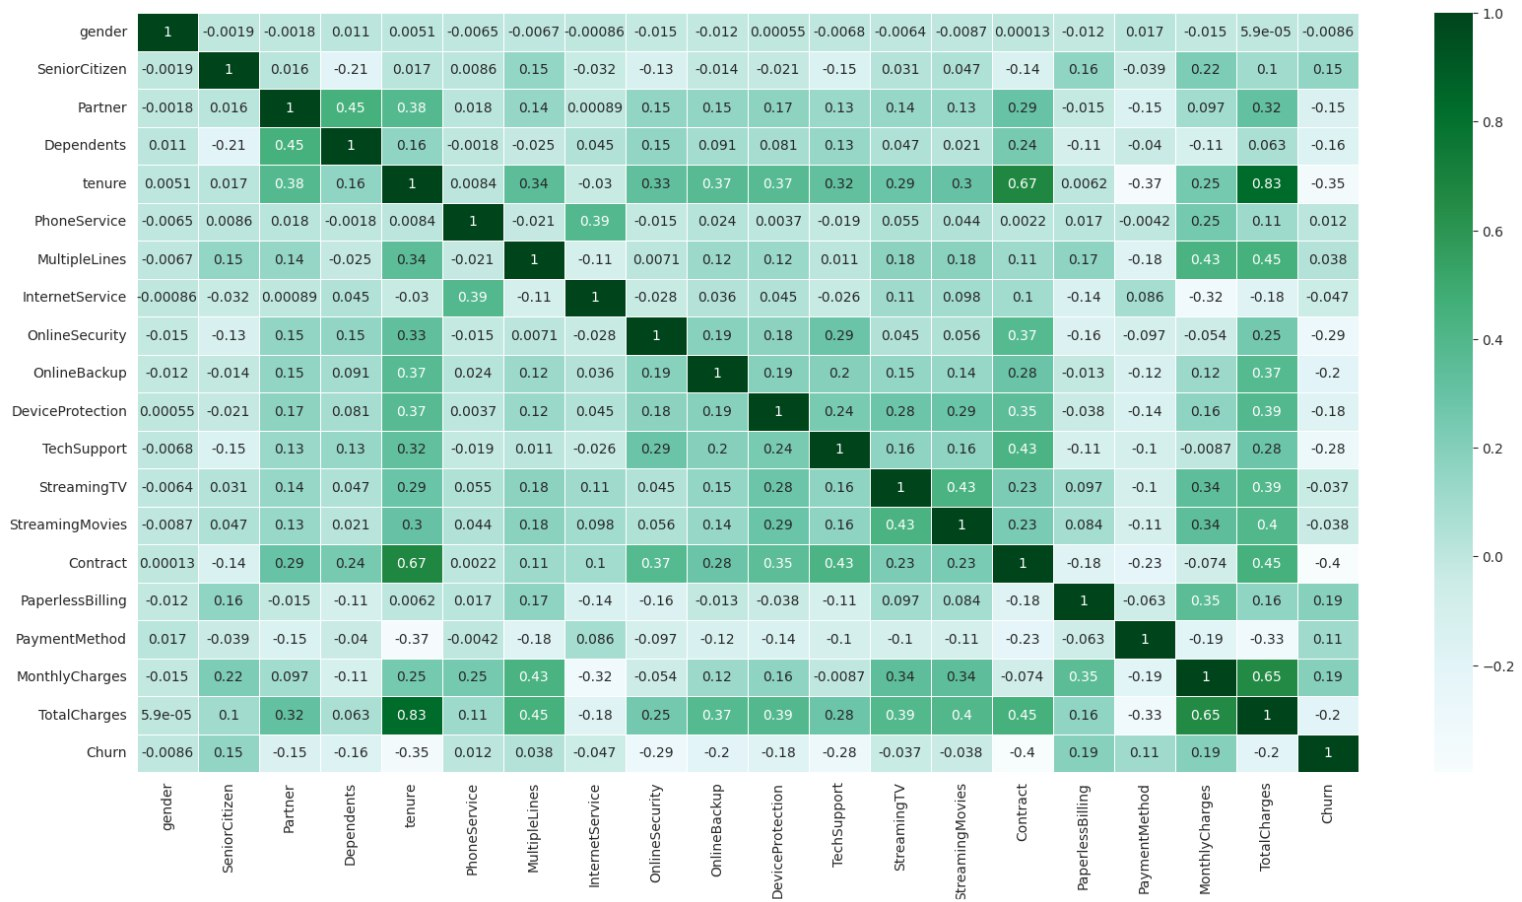 gender 1 -0.0019 -0.0018 0.011 0.0051 -0.0065 -0.0067 -0.00086 -0.015 -0.012 0.00055 -0.0068 -0.0064 -0.0087 0.00013 -0.012 0.017 -0.015 5.9e-05 -0.0086
SeniorCitizen -0.0019 1 0.016 -0.21 0.017 0.0086 0.15 -0.032 -0.13 -0.014 -0.021 -0.15 0.031 0.047 -0.14 0.16 -0.039 0.22 0.1 0.15
Partner -0.0018 0.016 1 0.45 0.38 0.018 0.14 0.00089 0.15 0.15 0.17 0.13 0.14 0.13 0.29 -0.015 -0.15 0.097 0.32 -0.15
Dependents 0.011 -0.21 0.45 1 0.16 -0.0018 -0.025 0.045 0.15 0.091 0.081 0.13 0.047 0.021 0.24 -0.11 -0.04 -0.11 0.063 -0.16
tenure 0.0051 0.017 0.38 0.16 1 0.0084 0.34 -0.03 0.33 0.37 0.37 0.32 0.29 0.3 0.67 0.0062 -0.37 0.25 0.83 -0.35
PhoneService -0.0065 0.0086 0.018 -0.0018 0.0084 1 -0.021 0.39 -0.015 0.024 0.0037 -0.019 0.055 0.044 0.0022 0.017 -0.0042 0.25 0.11 0.012
MultipleLines -0.0067 0.15 0.14 -0.025 0.34 -0.021 1 -0.11 0.0071 0.12 0.12 0.011 0.18 0.18 0.11 0.17 -0.18 0.43 0.45 0.038
InternetService -0.00086 -0.032 0.00089 0.045 -0.03 0.39 -0.11 1 -0.028 0.036 0.045 -0.026 0.11 0.098 0.1 -0.14 0.086 -0.32 -0.18 -0.047
OnlineSecurity -0.015 -0.13 0.15 0.15 0.33 -0.015 0.0071 -0.028 1 0.19 0.18 0.29 0.045 0.056 0.37 -0.16 -0.097 -0.054 0.25 -0.29
OnlineBackup -0.012 -0.014 0.15 0.091 0.37 0.024 0.12 0.036 0.19 1 0.19 0.2 0.15 0.14 0.28 -0.013 -0.12 0.12 0.37 -0.2
DeviceProtection 0.00055 -0.021 0.17 0.081 0.37 0.0037 0.12 0.045 0.18 0.19 1 0.24 0.28 0.29 0.35 -0.038 -0.14 0.16 0.39 -0.18
TechSupport -0.0068 -0.15 0.13 0.13 0.32 -0.019 0.011 -0.026 0.29 0.2 0.24 1 0.16 0.16 0.43 -0.11 -0.1 -0.0087 0.28 -0.28
StreamingTV -0.0064 0.031 0.14 0.047 0.29 0.055 0.18 0.11 0.045 0.15 0.28 0.16 1 0.43 0.23 0.097 -0.1 0.34 0.39 -0.037
StreamingMovies -0.0087 0.047 0.13 0.021 0.3 0.044 0.18 0.098 0.056 0.14 0.29 0.16 0.43 1 0.23 0.084 -0.11 0.34 0.4 -0.038
Contract 0.00013 -0.14 0.29 0.24 0.67 0.0022 0.11 0.1 0.37 0.28 0.35 0.43 0.23 0.23 1 -0.18 -0.23 -0.074 0.45 -0.4
PaperlessBilling -0.012 0.16 -0.015 -0.11 0.0062 0.017 0.17 -0.14 -0.16 -0.013 -0.038 -0.11 0.097 0.084 -0.18 1 -0.063 0.35 0.16 0.19
PaymentMethod 0.017 -0.039 -0.15 -0.04 -0.37 -0.0042 -0.18 0.086 -0.097 -0.12 -0.14 -0.1 -0.1 -0.11 -0.23 -0.063 1 -0.19 -0.33 0.11
MonthlyCharges -0.015 0.22 0.097 -0.11 0.25 0.25 0.43 -0.32 -0.054 0.12 0.16 -0.0087 0.34 0.34 -0.074 0.35 -0.19 1 0.65 0.19
TotalCharges 5.9e-05 0.1 0.32 0.063 0.83 0.11 0.45 -0.18 0.25 0.37 0.39 0.28 0.39 0.4 0.45 0.16 -0.33 0.65 1 -0.2
Churn -0.0086 0.15 -0.15 -0.16 -0.35 0.012 0.038 -0.047 -0.29 -0.2 -0.18 -0.28 -0.037 -0.038 -0.4 0.19 0.11 0.19 -0.2 1
gender
SeniorCitizen
Partner
Dependents
tenure
PhoneService
MultipleLines
InternetService
OnlineSecurity
OnlineBackup
DeviceProtection
TechSupport
StreamingTV
StreamingMovies
Contract
PaperlessBilling
PaymentMethod
MonthlyCharges
TotalCharges
Churn
1.0
0.8
0.6
0.4
0.2
0.0
−0.2